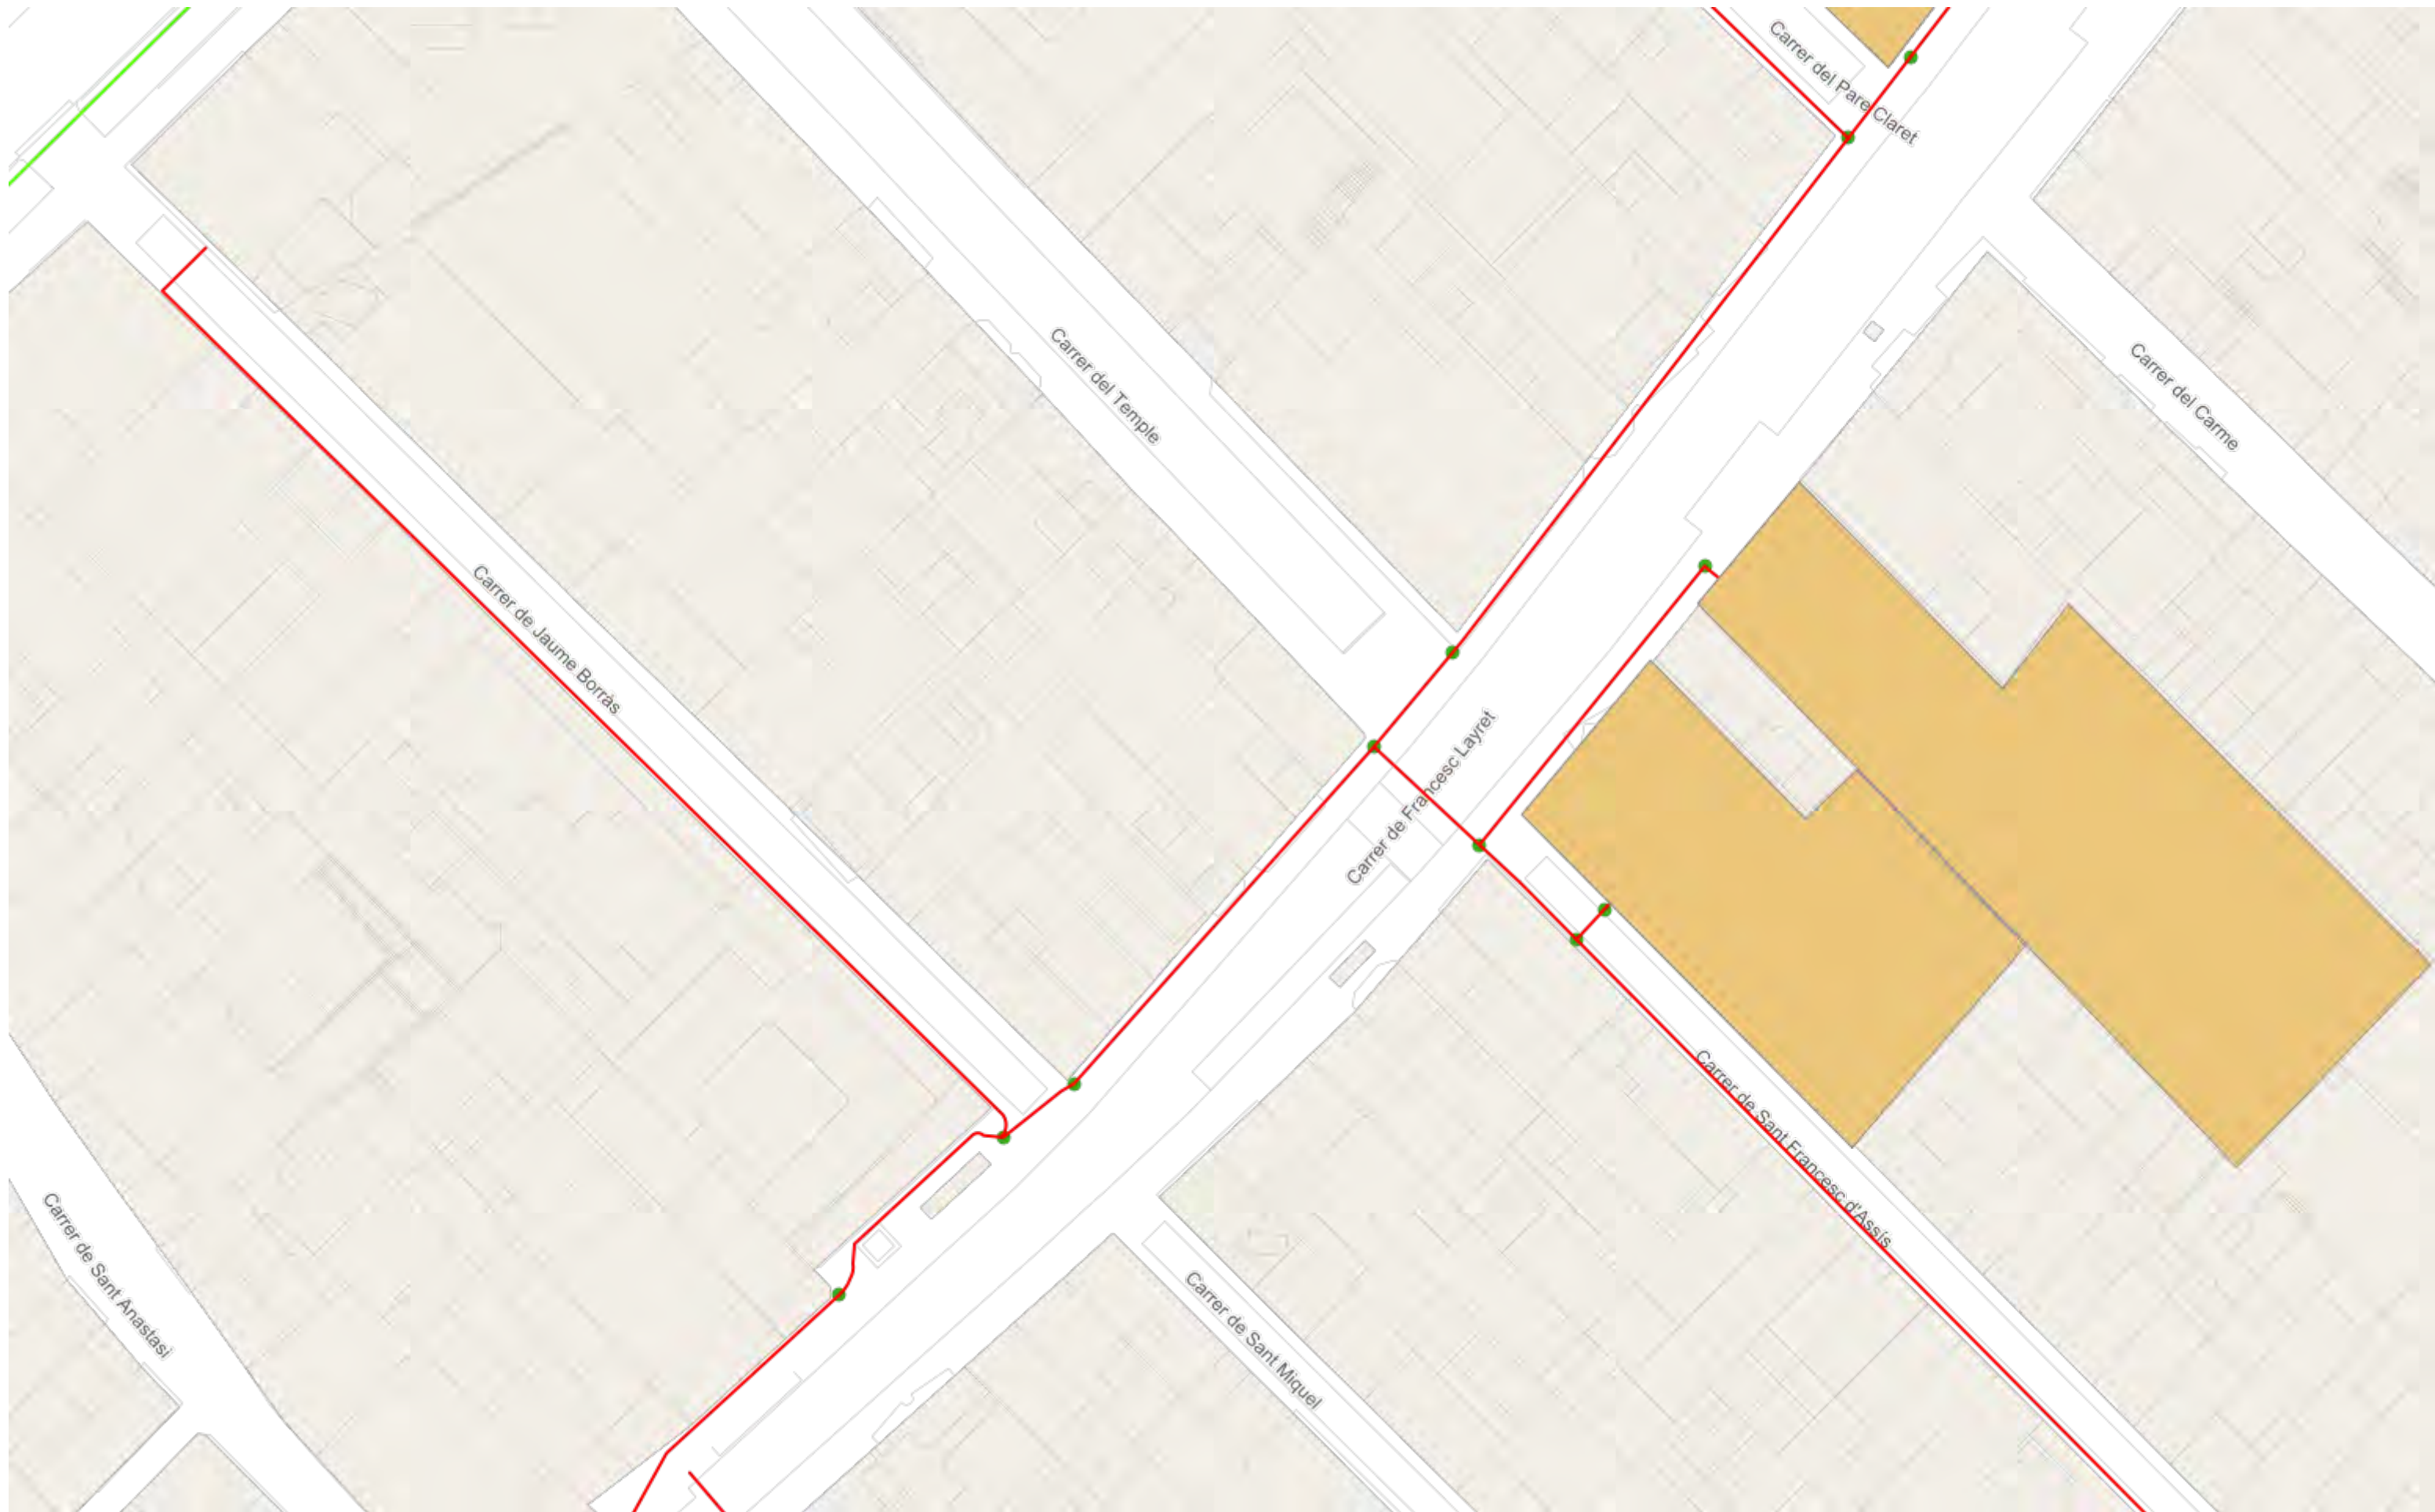 Carrer del Pare Claret
Carrer del Temple
Carrer del Carme
Carrer de Jaume Borràs
Carrer de Francesc Layret
Carrer de Sant Francesc d'Assís
Carrer de Sant Anastasi
Carrer de Sant Miquel